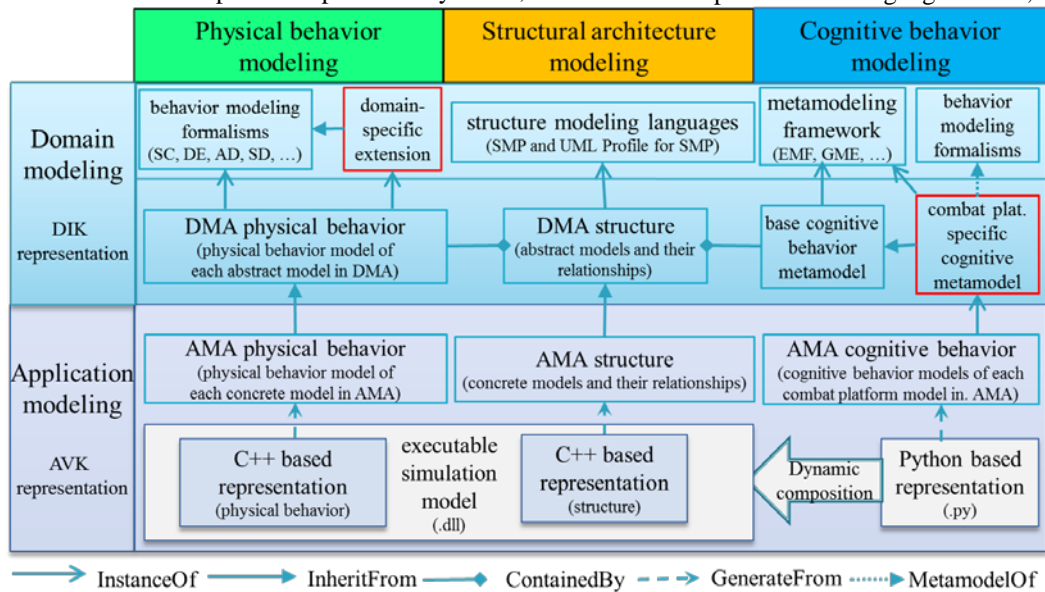 Physical behavior
modeling
Structural architecture
modeling
Cognitive behavior
modeling
Domain
modeling
DIK
representation
behavior modeling
formalisms
(SC, DE, AD, SD, …)
domain-
specific
extension
structure modeling languages
(SMP and UML Profile for SMP)
metamodeling
framework
(EMF, GME, …)
behavior
modeling
formalisms
DMA physical behavior
(physical behavior model of
each abstract model in DMA)
DMA structure
(abstract models and their
relationships)
base cognitive
behavior
metamodel
combat plat.
specific
cognitive
metamodel
Application
modeling
AVK
representation
AMA physical behavior
(physical behavior model of
each concrete model in AMA)
AMA structure
(concrete models and their relationships)
AMA cognitive behavior
(cognitive behavior models of each
combat platform model in. AMA)
C++ based
representation
(physical behavior)
executable
simulation
model
(.dll)
C++ based
representation
(structure)
Dynamic
composition
Python based
representation
(.py)
InstanceOf
InheritFrom
ContainedBy
GenerateFrom
MetamodelOf